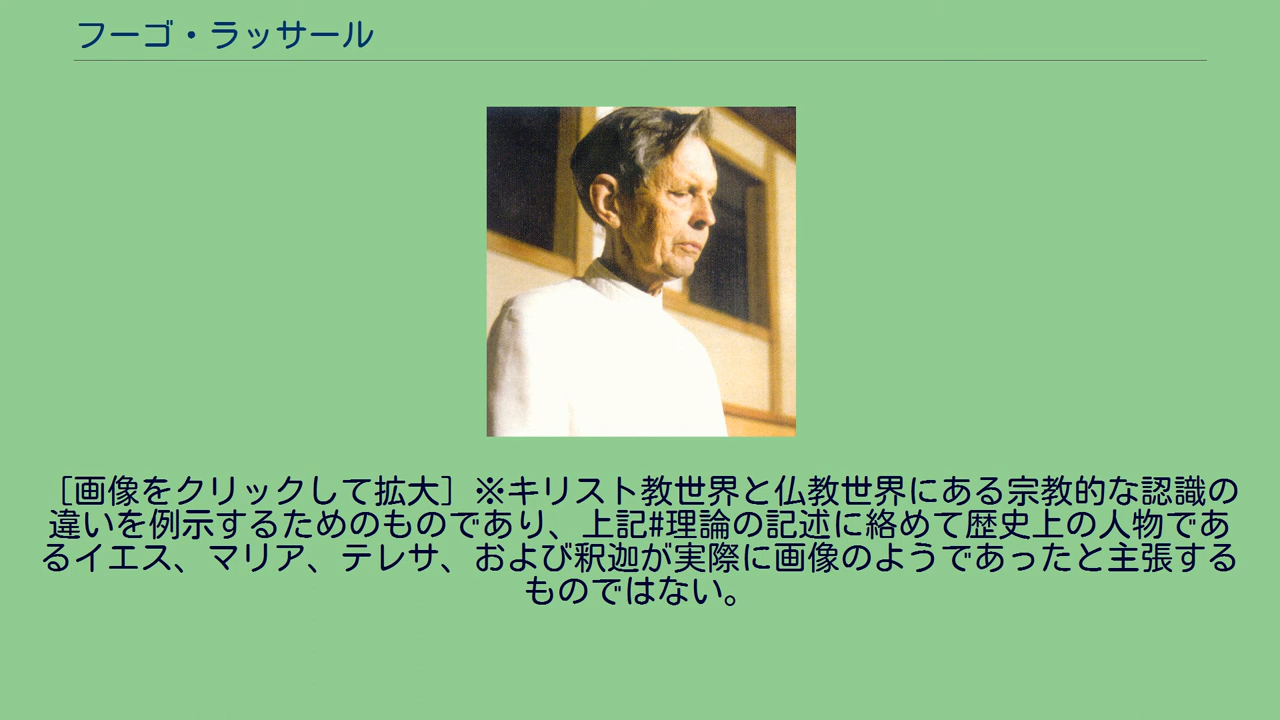 フーゴ・ラッサール
［画像をクリックして拡大］※キリスト教世界と仏教世界にある宗教的な認識の
違いを例示するためのものであり、上記#理論の記述に絡めて歴史上の人物であ
るイエス、マリア、テレサ、および釈迦が実際に画像のようであったと主張する
ものではない。